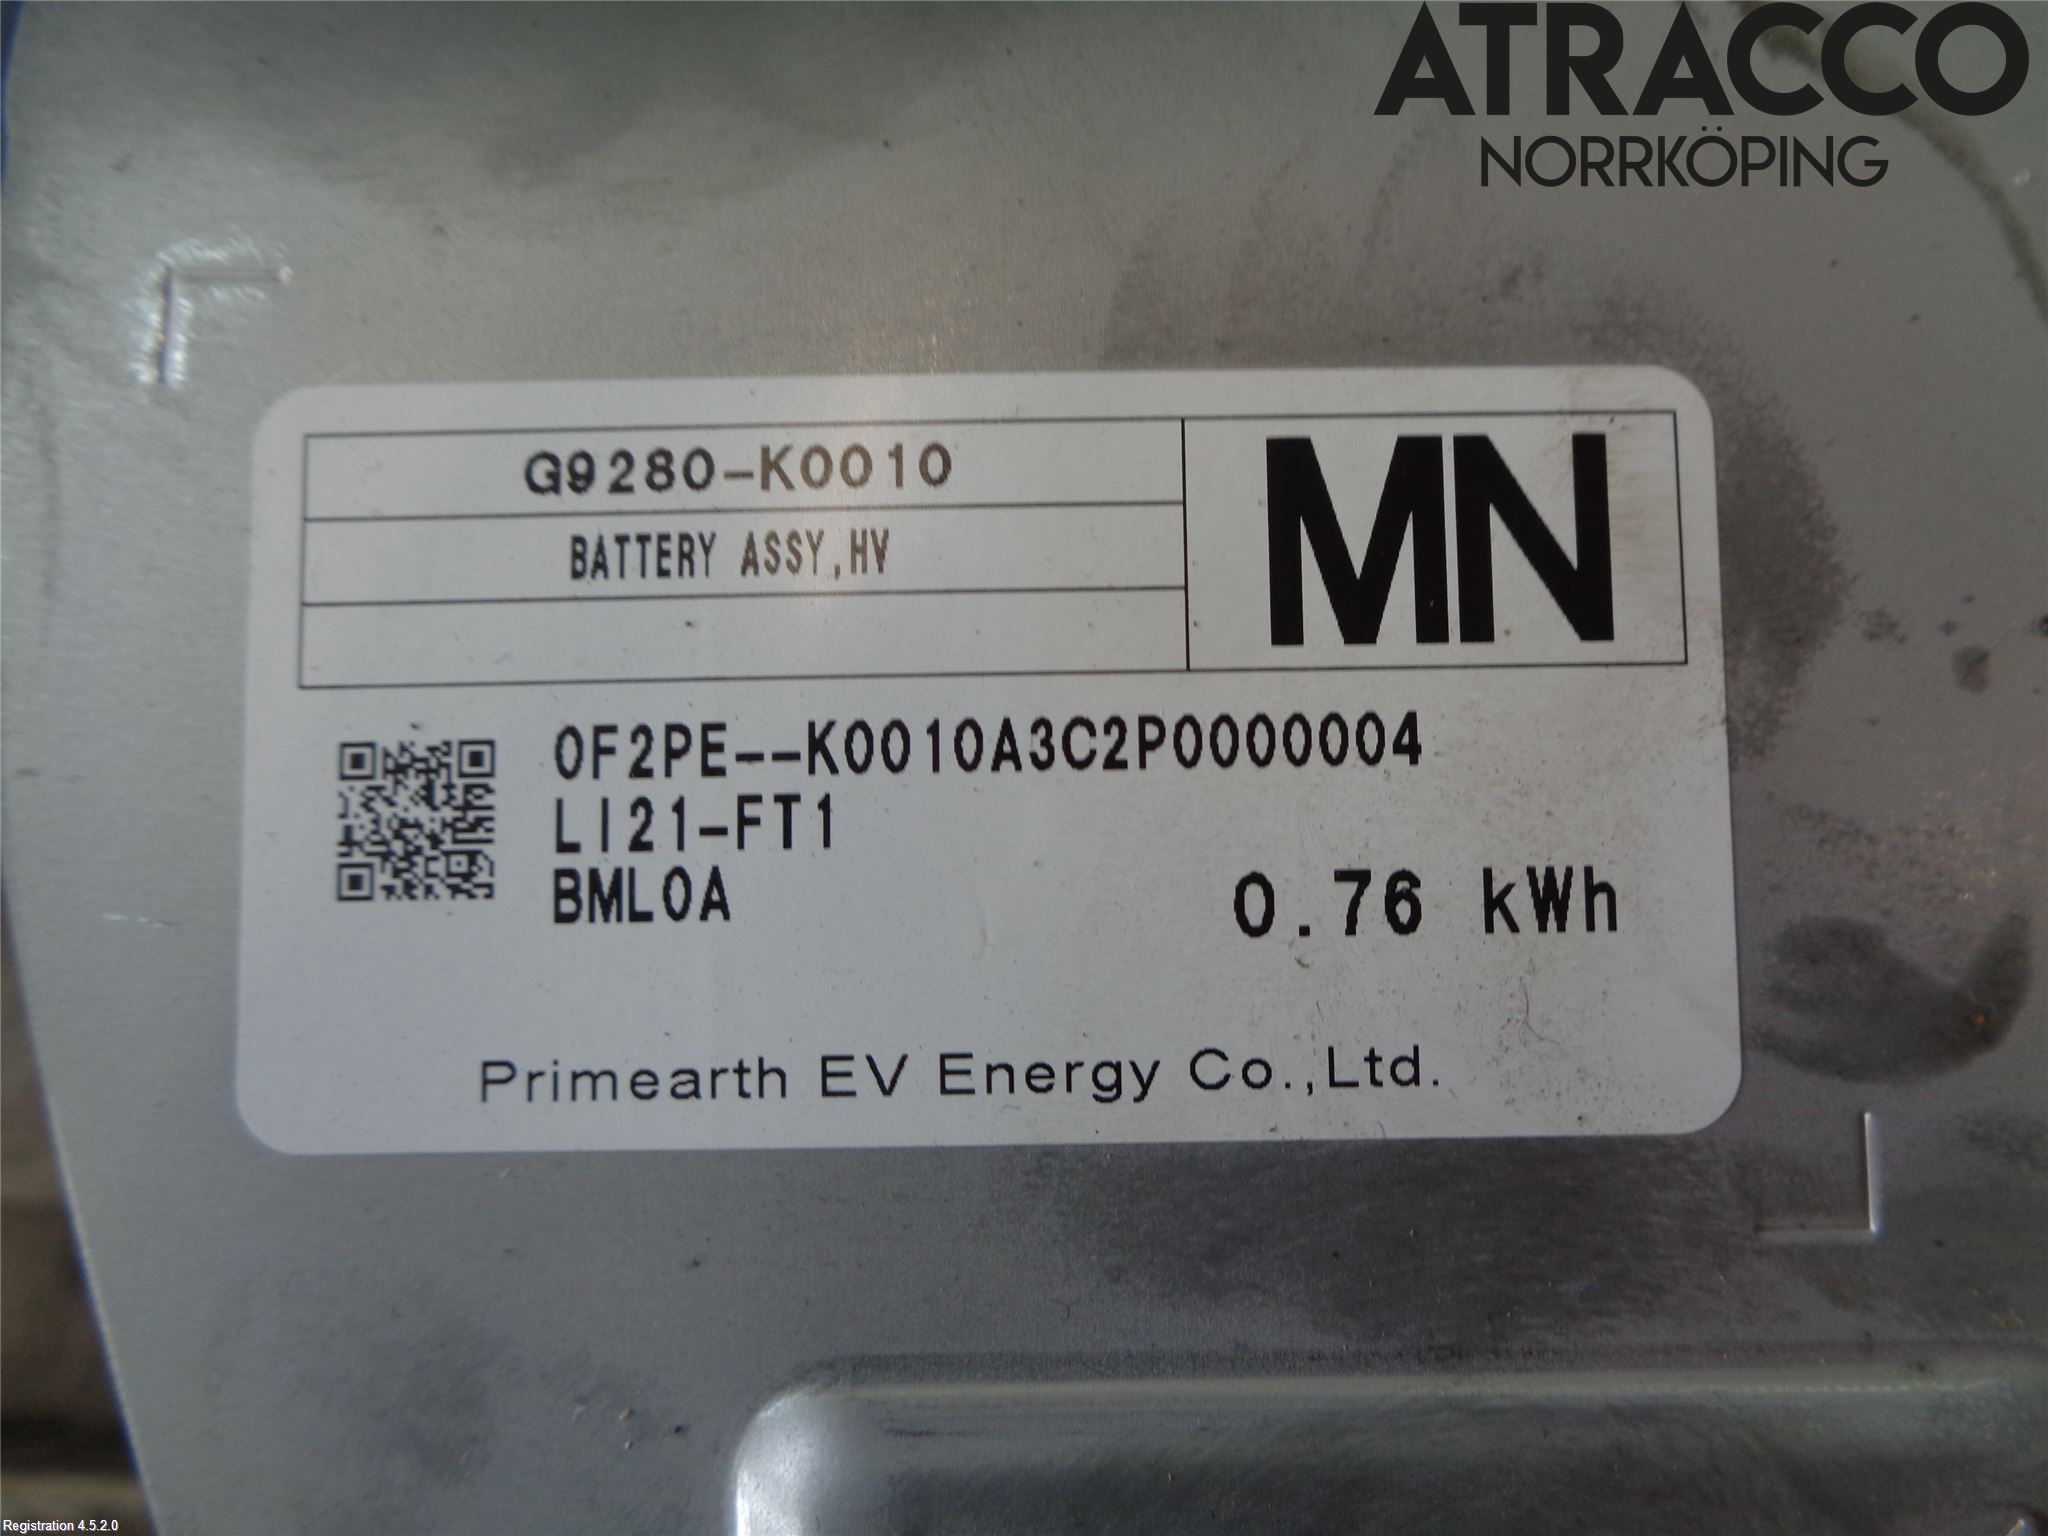 ATRACCO
NORRKÖPING
G9280-K0010
BATTERY ASSY,HV
MN
0F2PE--K0010A3C2P0000004
LI21-FT1
BML0A
0.76 kWh
Primearth EV Energy Co.,Ltd.
Registration 4.5.2.0